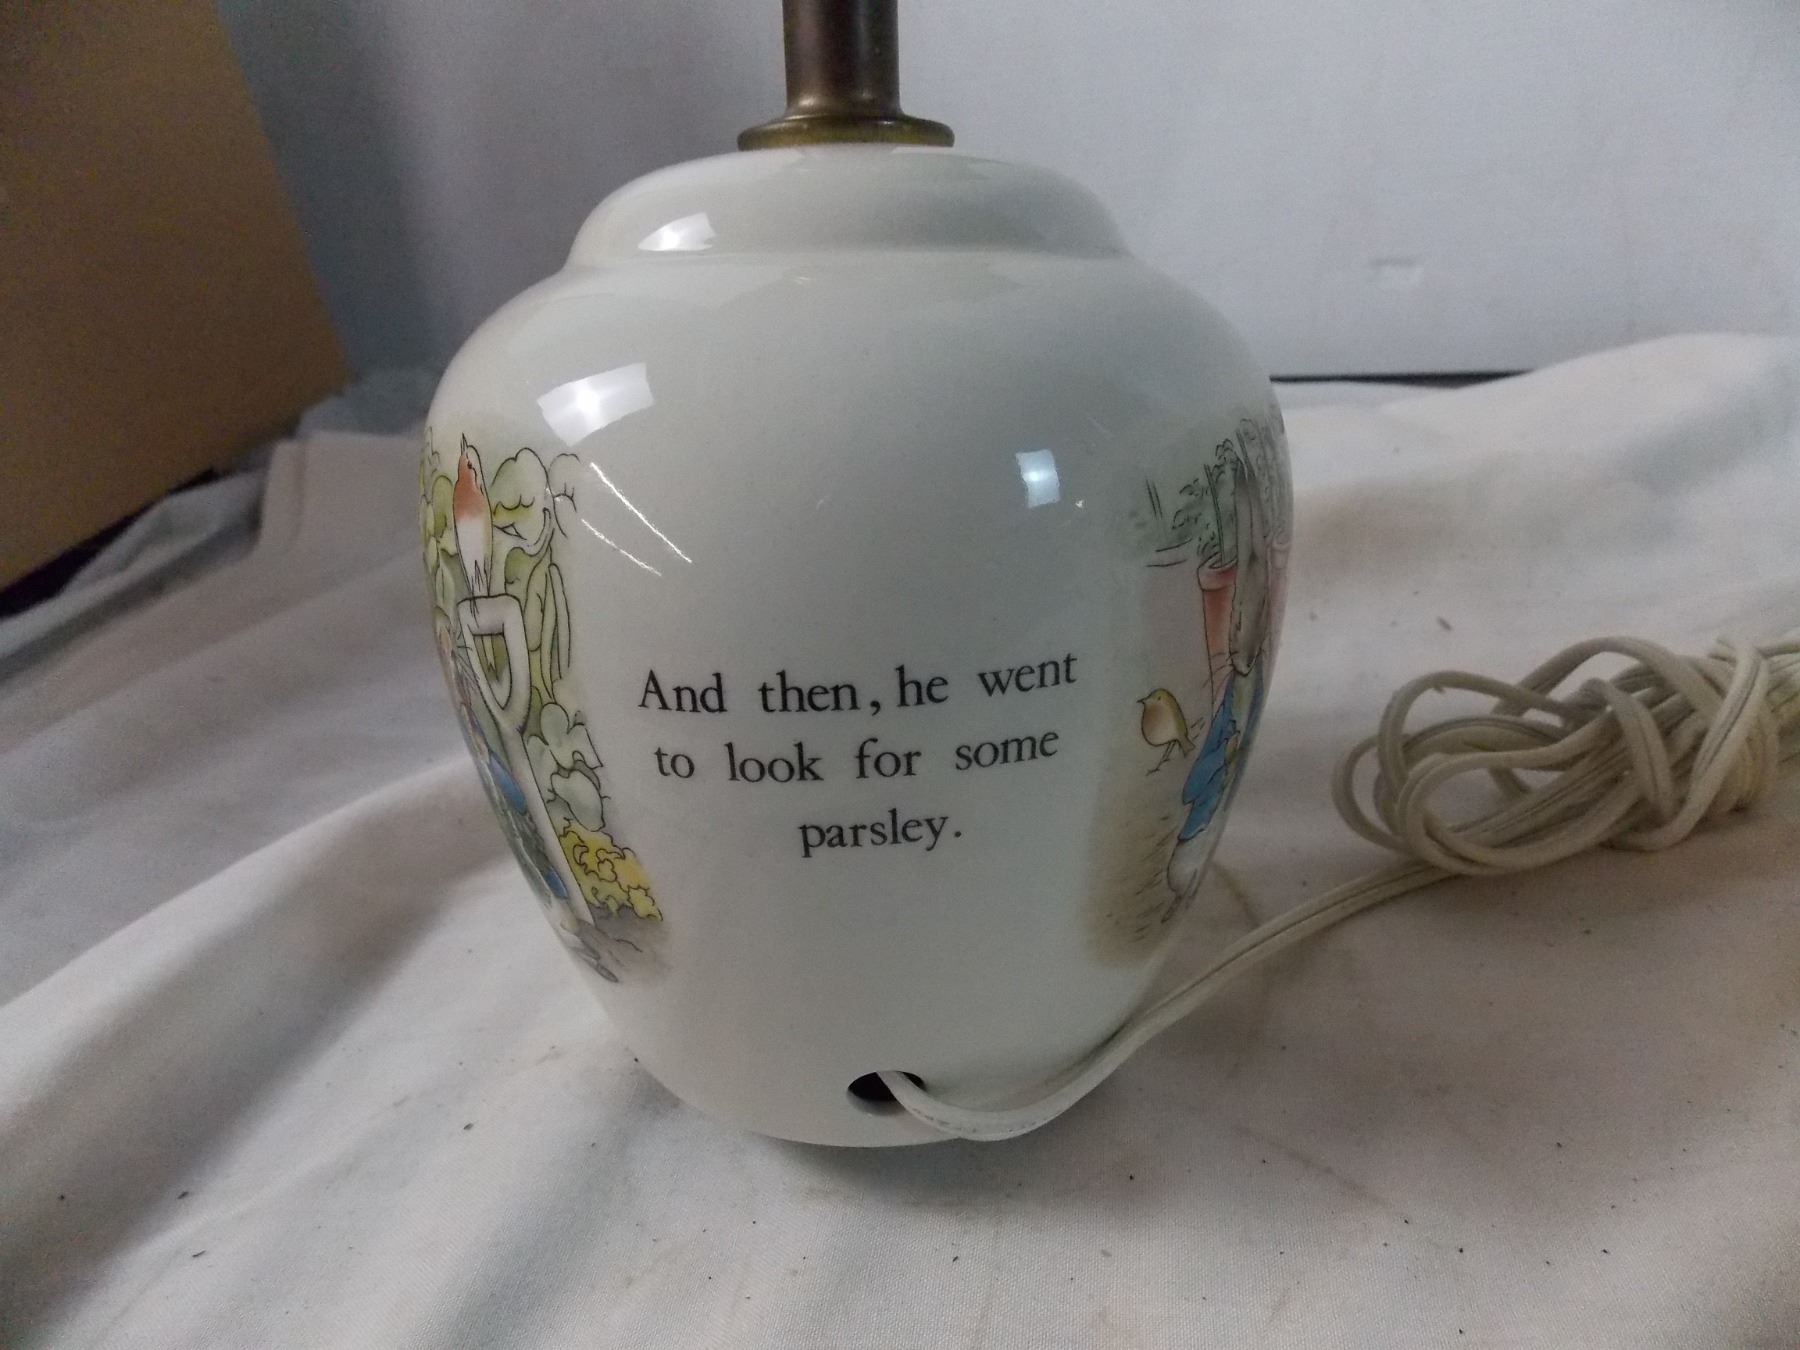 And then, he went
to look for some
parsley.